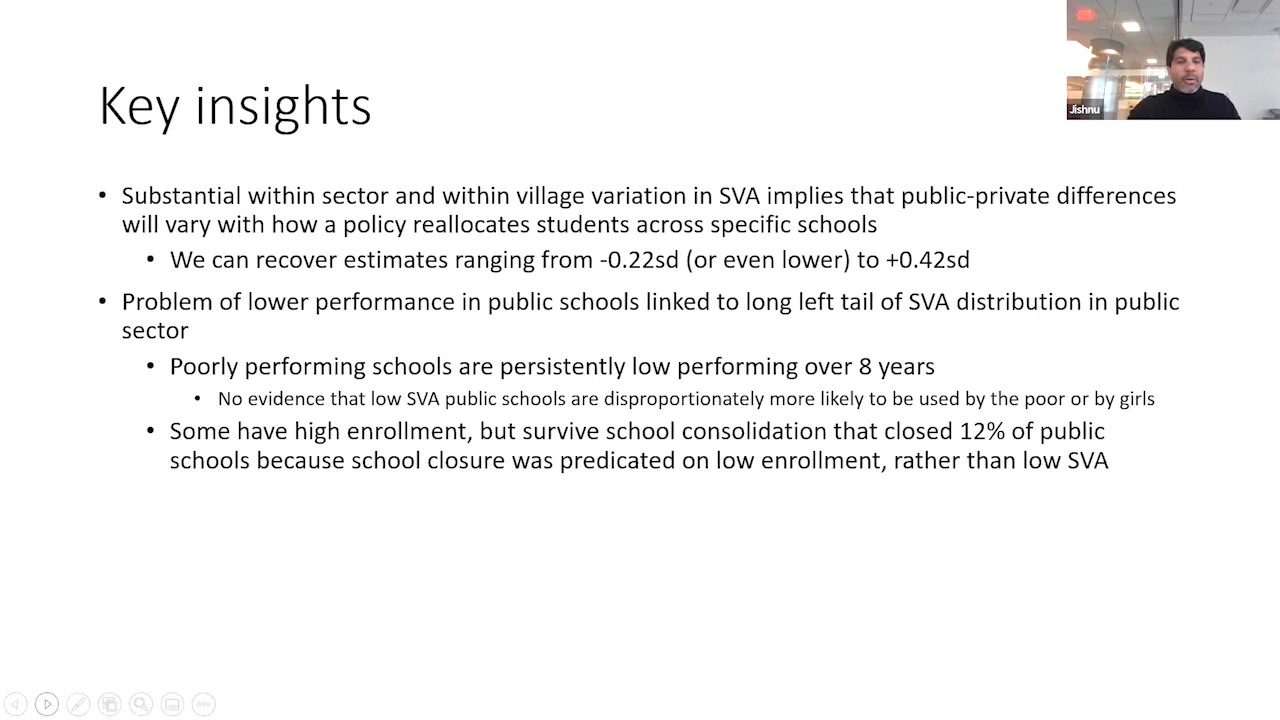 Jishnu
Key insights
• Substantial within sector and within village variation in SVA implies that public-private differences
will vary with how a policy reallocates students across specific schools
• We can recover estimates ranging from -0.22sd (or even lower) to +0.42sd
• Problem of lower performance in public schools linked to long left tail of SVA distribution in public
sector
• Poorly performing schools are persistently low performing over 8 years
• No evidence that low SVA public schools are disproportionately more likely to be used by the poor or by girls
• Some have high enrollment, but survive school consolidation that closed 12% of public
schools because school closure was predicated on low enrollment, rather than low SVA